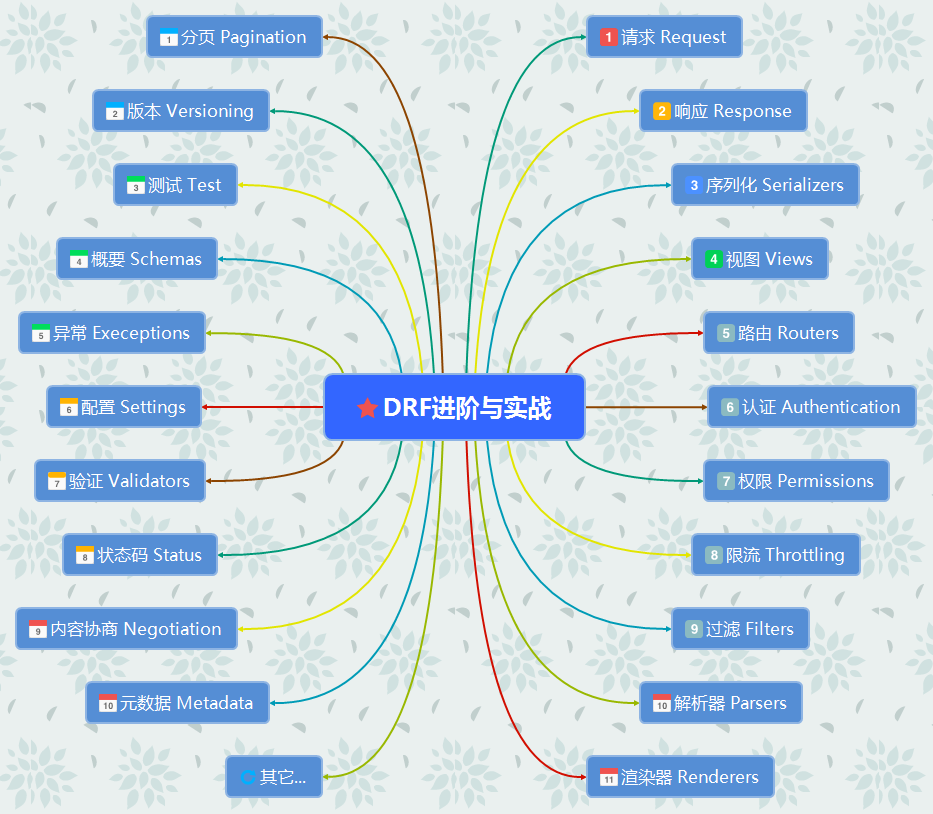 DRF进阶与实战
1 请求 Request
2 响应 Response
3 序列化 Serializers
4 视图 Views
5 路由 Routers
6 认证 Authentication
7 权限 Permissions
8 限流 Throttling
9 过滤 Filters
10 解析器 Parsers
11 渲染器 Renderers
1 分页 Pagination
2 版本 Versioning
3 测试 Test
4 概要 Schemas
5 异常 Execeptions
6 配置 Settings
7 验证 Validators
8 状态码 Status
9 内容协商 Negotiation
10 元数据 Metadata
其它...